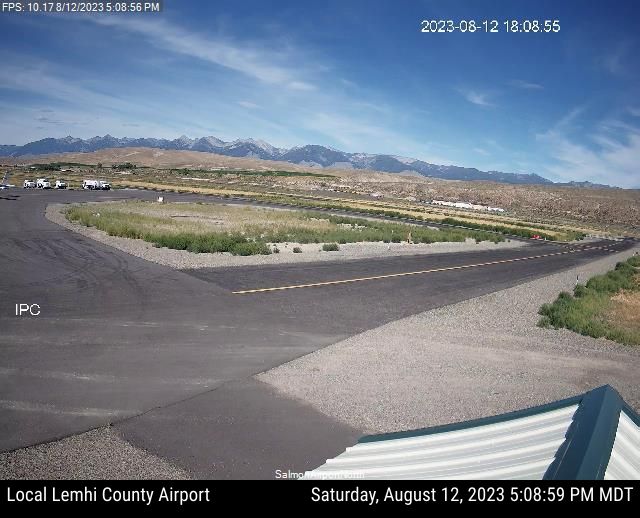 FPS: 10.17 8/12/2023 5:08:56 PM
2023-08-12 18:08:55
IPC
Local Lemhi County Airport
Saturday, August 12, 2023 5:08:59 PM MDT